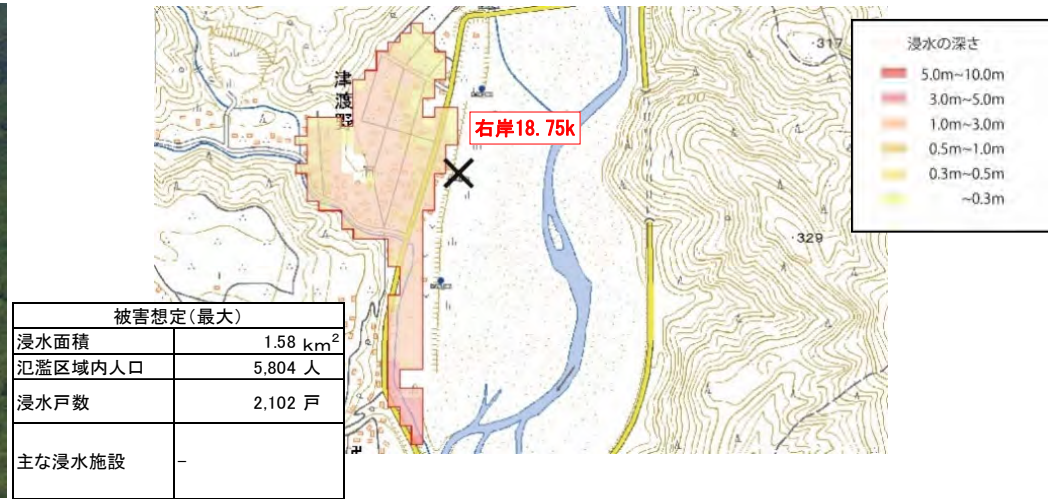 津渡野
右岸18.75k
・317
200
・329
浸水の深さ
5.0m~10.0m
3.0m~5.0m
1.0m~3.0m
0.5m~1.0m
0.3m~0.5m
~0.3m
被害想定(最大)
浸水面積 1.58 km²
氾濫区域内人口 5,804 人
浸水戸数 2,102 戸
主な浸水施設 -